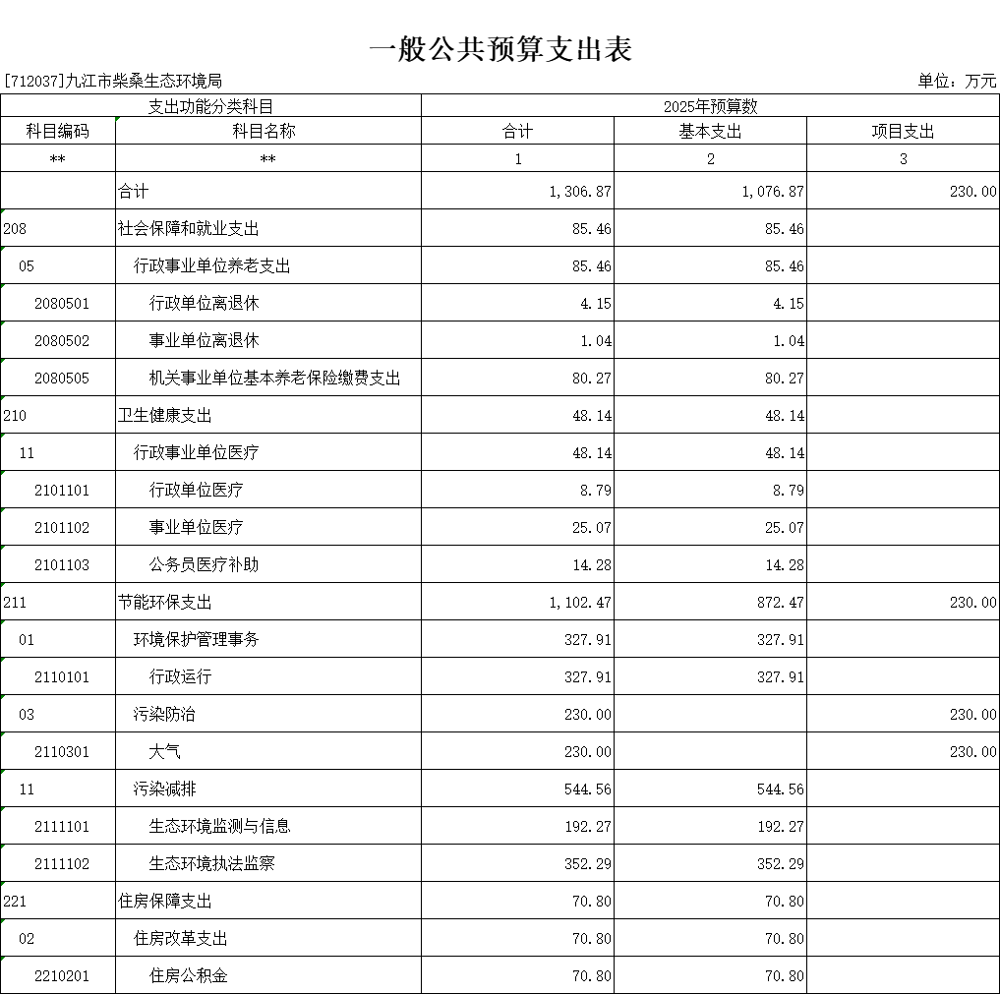 一般公共预算支出表
[712037]九江市柴桑生态环境局 单位：万元
支出功能分类科目 2025年预算数
科目编码 科目名称 合计 基本支出 项目支出
** ** 1 2 3
合计 1,306.87 1,076.87 230.00
208 社会保障和就业支出 85.46 85.46
05 行政事业单位养老支出 85.46 85.46
2080501 行政单位离退休 4.15 4.15
2080502 事业单位离退休 1.04 1.04
2080505 机关事业单位基本养老保险缴费支出 80.27 80.27
210 卫生健康支出 48.14 48.14
11 行政事业单位医疗 48.14 48.14
2101101 行政单位医疗 8.79 8.79
2101102 事业单位医疗 25.07 25.07
2101103 公务员医疗补助 14.28 14.28
211 节能环保支出 1,102.47 872.47 230.00
01 环境保护管理事务 327.91 327.91
2110101 行政运行 327.91 327.91
03 污染防治 230.00 230.00
2110301 大气 230.00 230.00
11 污染减排 544.56 544.56
2111101 生态环境监测与信息 192.27 192.27
2111102 生态环境执法监察 352.29 352.29
221 住房保障支出 70.80 70.80
02 住房改革支出 70.80 70.80
2210201 住房公积金 70.80 70.80